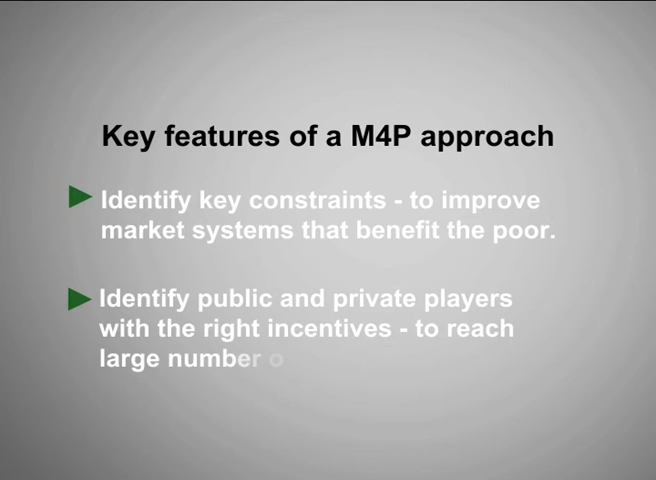 Key features of a M4P approach
Identify key constraints - to improve
market systems that benefit the poor.
Identify public and private players
with the right incentives - to reach
large number o